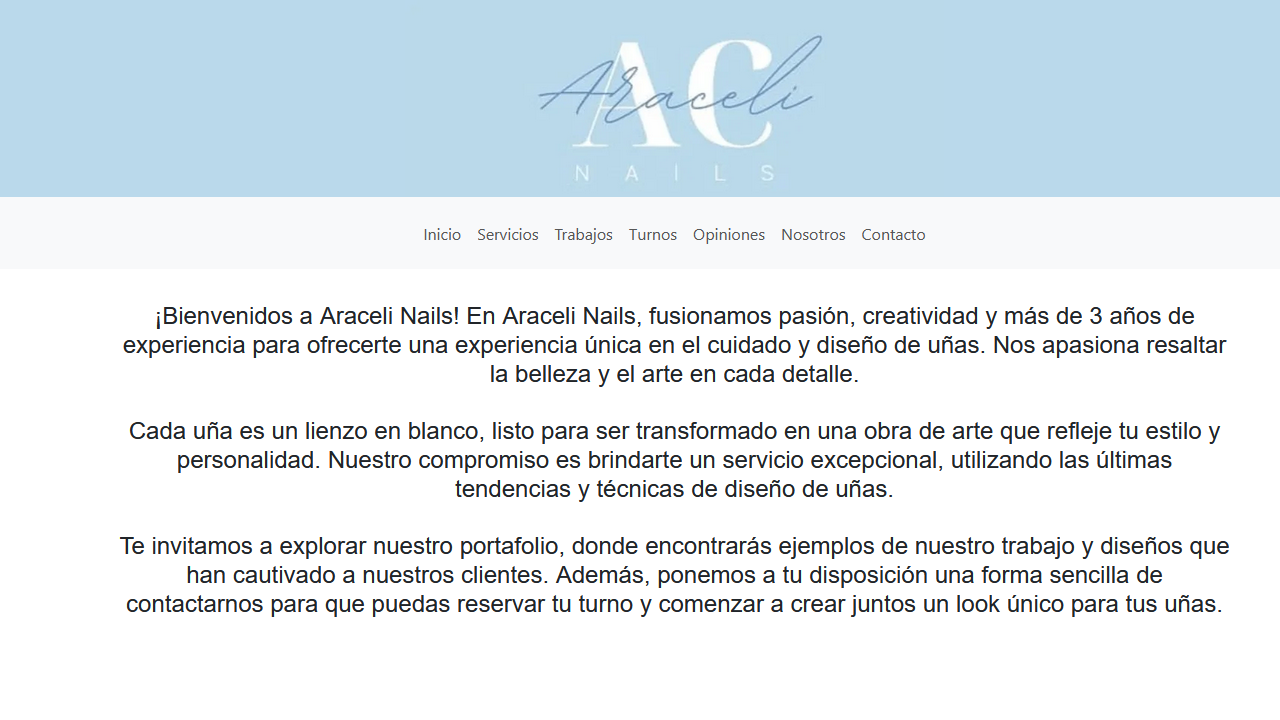 AC
Araceli
NAILS
Inicio Servicios Trabajos Turnos Opiniones Nosotros Contacto
¡Bienvenidos a Araceli Nails! En Araceli Nails, fusionamos pasión, creatividad y más de 3 años de
experiencia para ofrecerte una experiencia única en el cuidado y diseño de uñas. Nos apasiona resaltar
la belleza y el arte en cada detalle.
Cada uña es un lienzo en blanco, listo para ser transformado en una obra de arte que refleje tu estilo y
personalidad. Nuestro compromiso es brindarte un servicio excepcional, utilizando las últimas
tendencias y técnicas de diseño de uñas.
Te invitamos a explorar nuestro portafolio, donde encontrarás ejemplos de nuestro trabajo y diseños que
han cautivado a nuestros clientes. Además, ponemos a tu disposición una forma sencilla de
contactarnos para que puedas reservar tu turno y comenzar a crear juntos un look único para tus uñas.